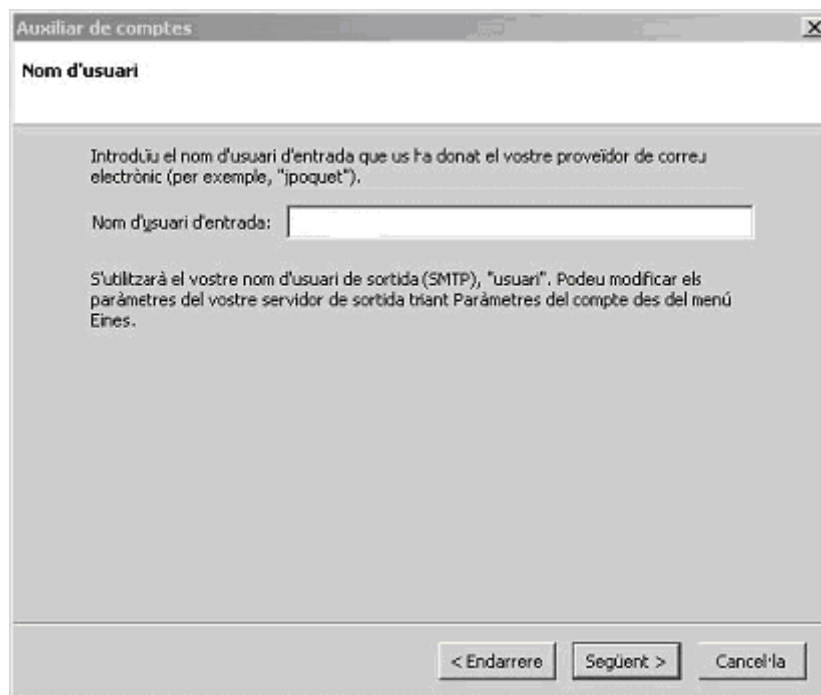 Auxiliar de comptes
Nom d'usuari
Introduïu el nom d'usuari d'entrada que us ha donat el vostre proveïdor de correu
electrònic (per exemple, "jpoquet").
Nom d'usuari d'entrada:
S'utilitzarà el vostre nom d'usuari de sortida (SMTP), "usuari". Podeu modificar els
paràmetres del vostre servidor de sortida triant Paràmetres del compte des del menú
Eines.
< Endarrere
Següent >
Cancel·la